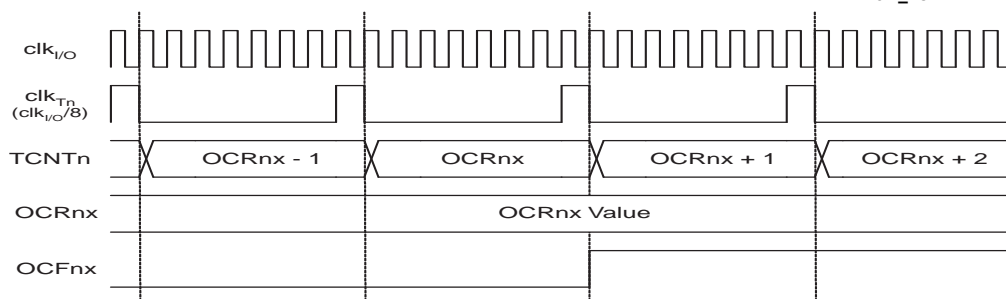 clkI/O
clkTn
(clkI/O/8)
TCNTn OCRnx - 1 OCRnx OCRnx + 1 OCRnx + 2
OCRnx OCRnx Value
OCFnx